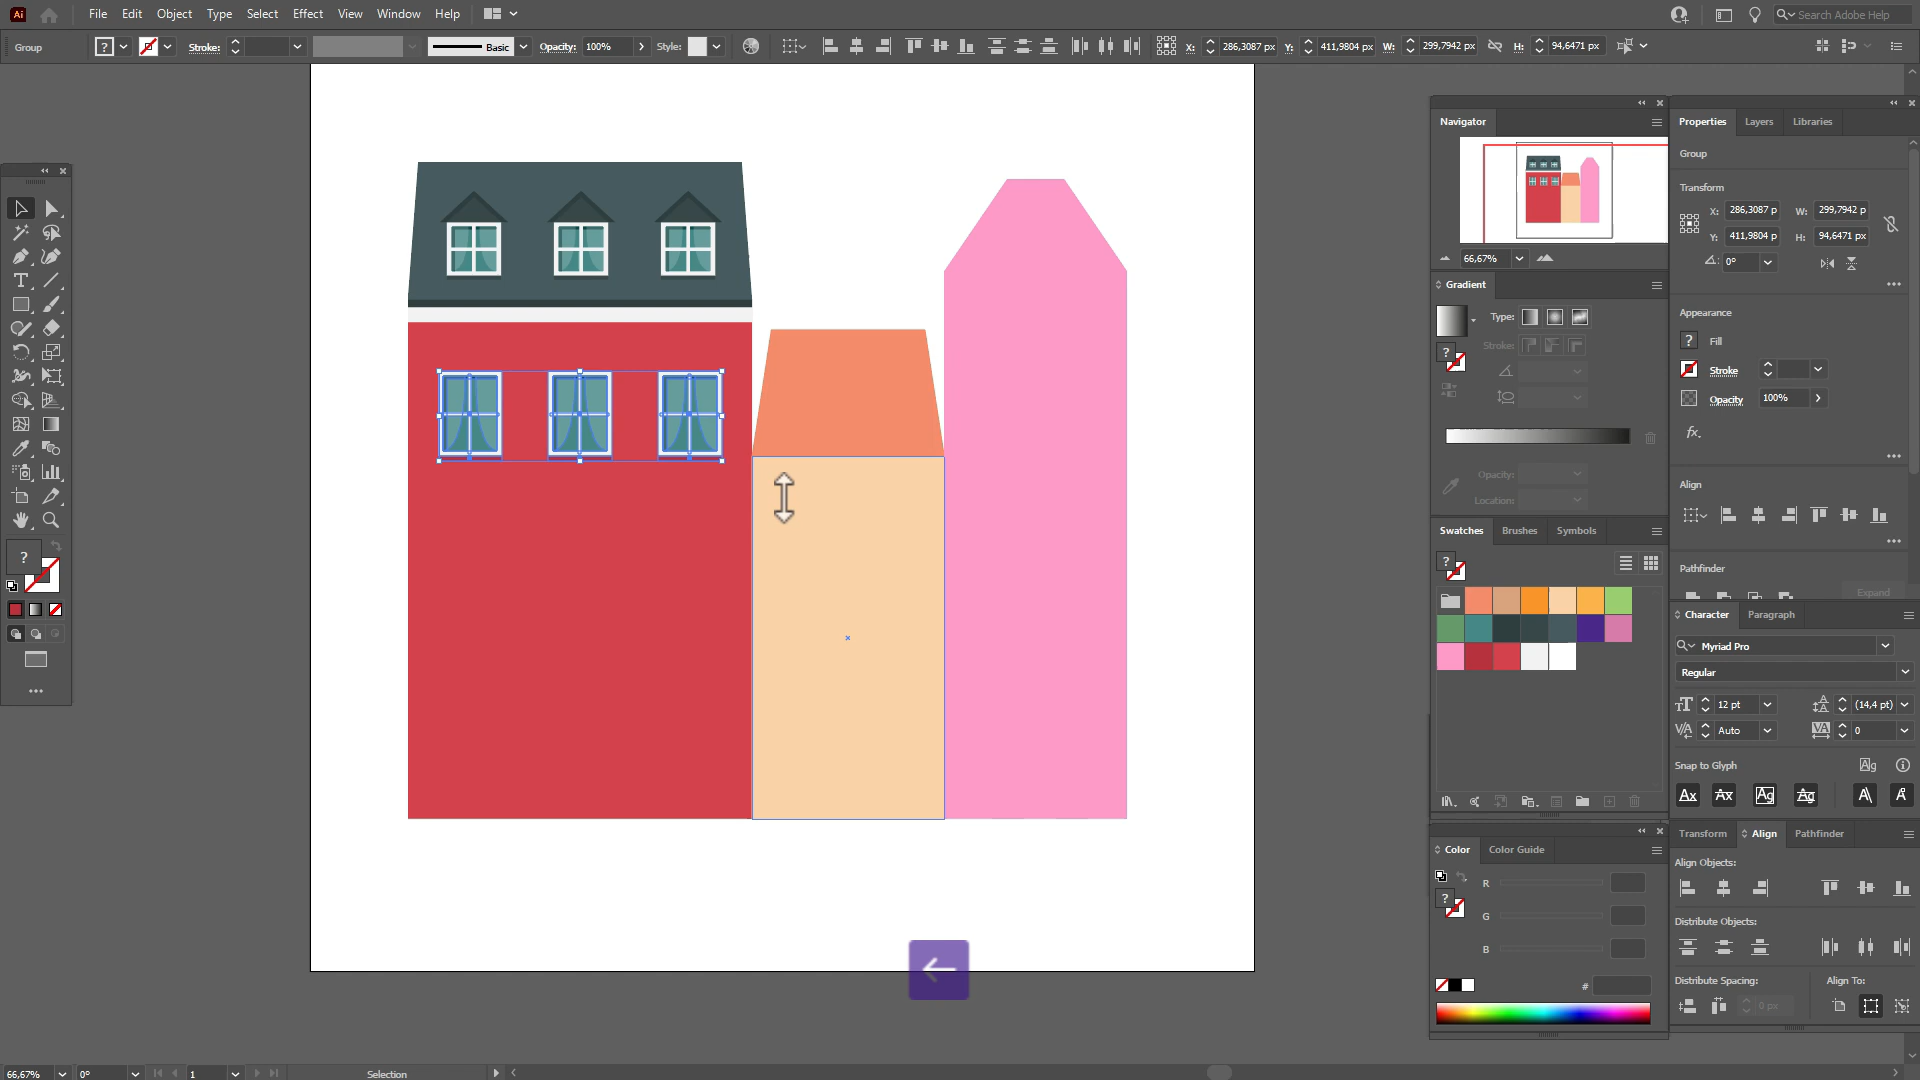 Ai File Edit Object Type Select Effect View Window Help Search Adobe Help
Group ? Stroke: Basic Opacity: 100% Style: X: 286,3087 px Y: 411,9804 px W: 299,7942 px H: 94,6471 px
Navigator
66,67%
Gradient
Type:
Stroke:
Opacity:
Location:
Swatches Brushes Symbols
Color Color Guide
R
G
B
#
Properties Layers Libraries
Group
Transform
X: 286,3087 p W: 299,7942 p
Y: 411,9804 p H: 94,6471 px
0°
Appearance
? Fill
Stroke
Opacity 100%
fx.
Align
Pathfinder
Expand
Character Paragraph
Myriad Pro
Regular
12 pt (14,4 pt)
Auto 0
Snap to Glyph
Transform Align Pathfinder
Align Objects:
Distribute Objects:
Distribute Spacing: Align To:
0 px
66,67% 0° 1 Selection